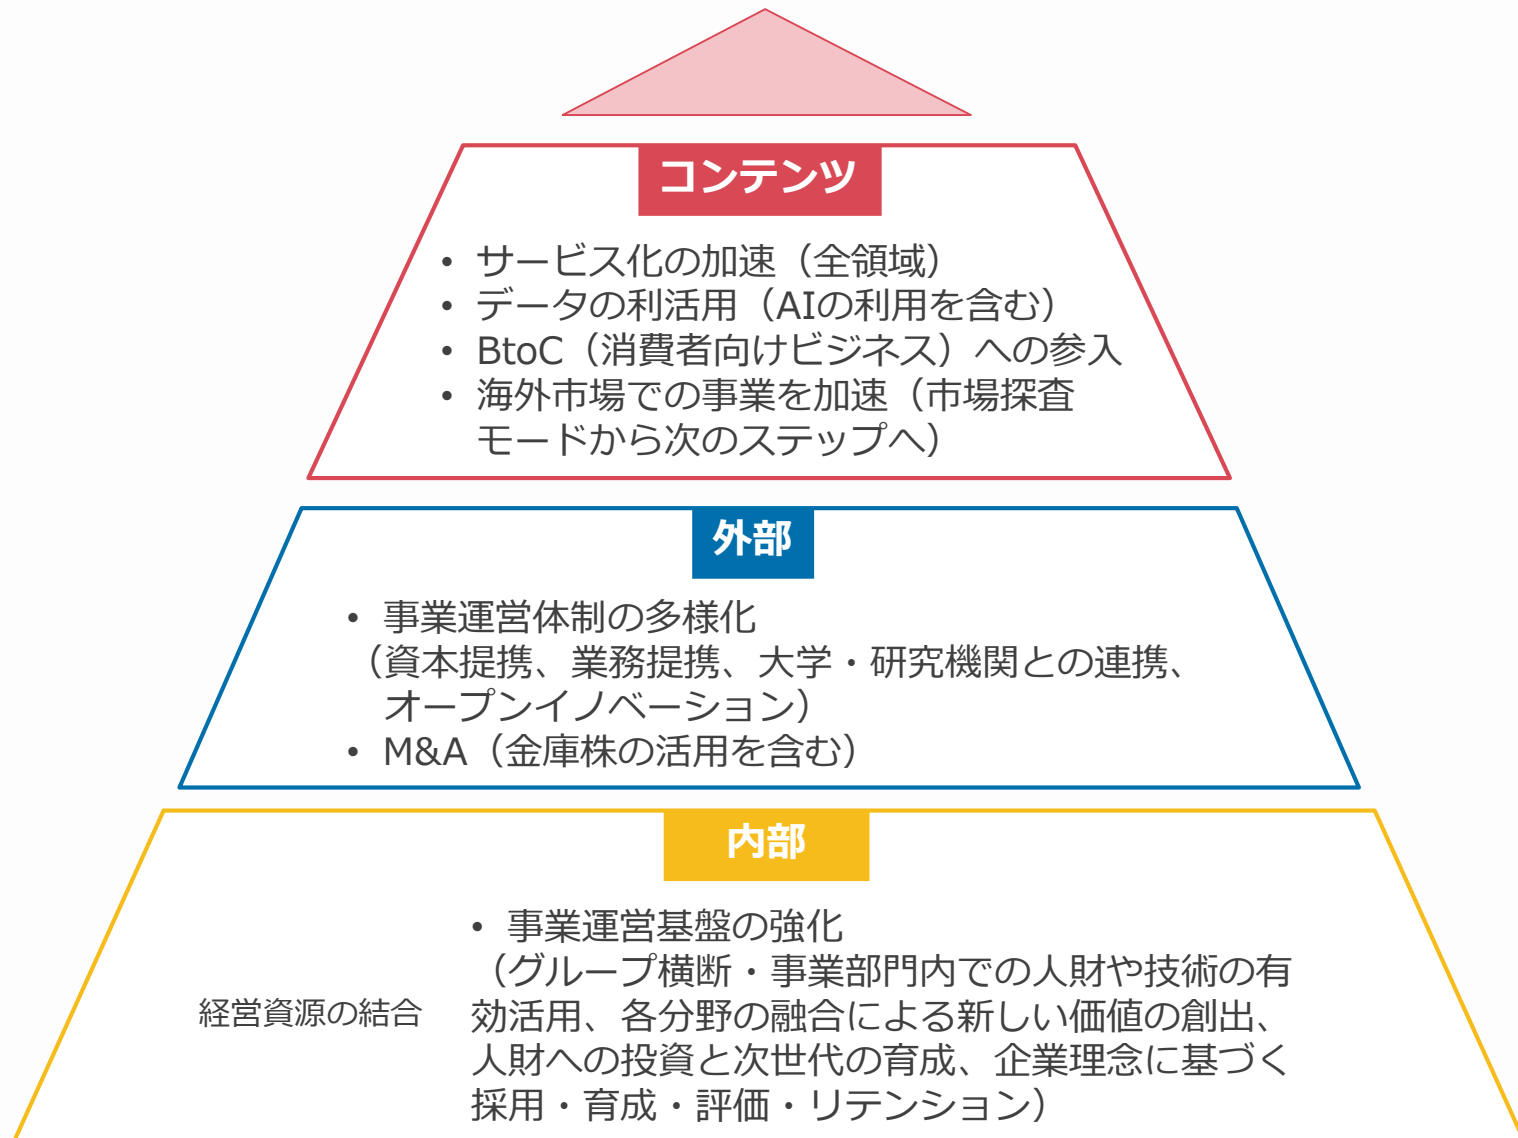 コンテンツ
• サービス化の加速（全領域）
• データの利活用（AIの利用を含む）
• BtoC（消費者向けビジネス）への参入
• 海外市場での事業を加速（市場探査
モードから次のステップへ）
外部
• 事業運営体制の多様化
（資本提携、業務提携、大学・研究機関との連携、
オープンイノベーション）
• M&A（金庫株の活用を含む）
内部
経営資源の結合
• 事業運営基盤の強化
（グループ横断・事業部門内での人財や技術の有
効活用、各分野の融合による新しい価値の創出、
人財への投資と次世代の育成、企業理念に基づく
採用・育成・評価・リテンション）